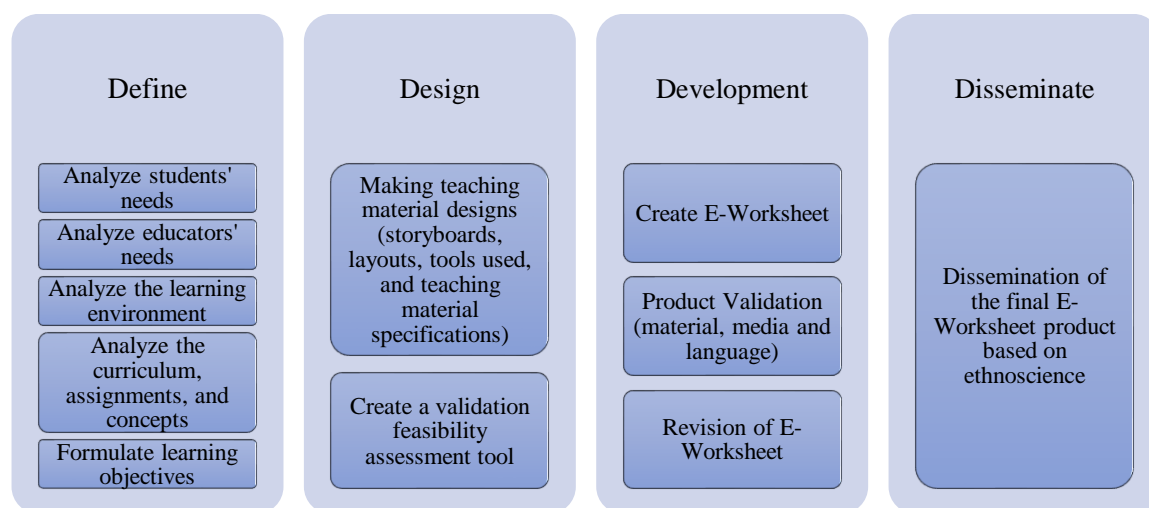 Define
Analyze students'
needs
Analyze educators'
needs
Analyze the learning
environment
Analyze the
curriculum,
assignments, and
concepts
Formulate learning
objectives
Design
Making teaching
material designs
(storyboards,
layouts, tools used,
and teaching
material
specifications)
Create a validation
feasibility
assessment tool
Development
Create E-Worksheet
Product Validation
(material, media and
language)
Revision of E-
Worksheet
Disseminate
Dissemination of
the final E-
Worksheet product
based on
ethnoscience